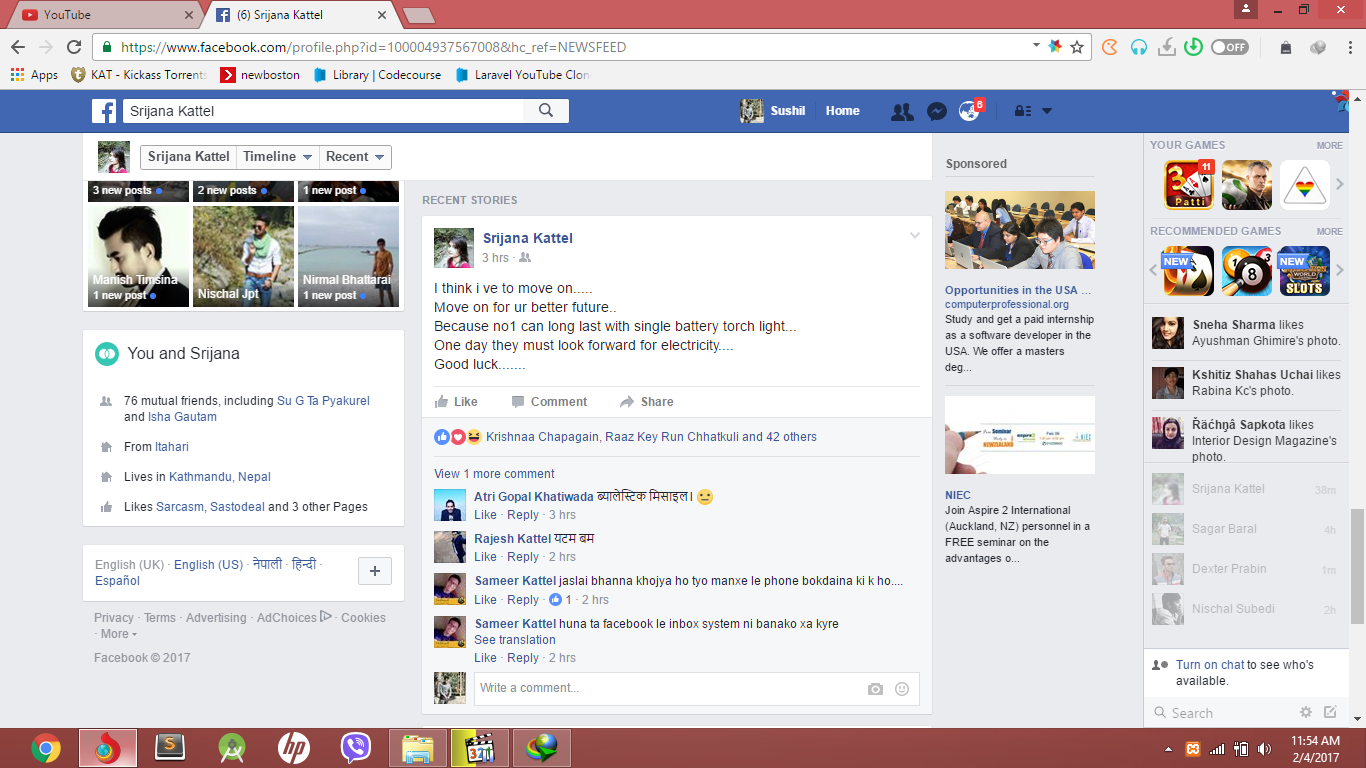 YouTube
(6) Srijana Kattel
https://www.facebook.com/profile.php?id=100004937567008&hc_ref=NEWSFEED
OFF
Apps
KAT - Kickass Torrents
newboston
Library | Codecourse
Laravel YouTube Clon
Srijana Kattel
Sushil
Home
6
Srijana Kattel
Timeline
Recent
3 new posts
2 new posts
1 new post
Manish Timsina
1 new post
Nischal Jpt
Nirmal Bhattarai
1 new post
You and Srijana
76 mutual friends, including Su G Ta Pyakurel
and Isha Gautam
From Itahari
Lives in Kathmandu, Nepal
Likes Sarcasm, Sastodeal and 3 other Pages
English (UK) · English (US) · नेपाली · हिन्दी ·
Español
+
Privacy · Terms · Advertising · AdChoices · Cookies
· More
Facebook © 2017
RECENT STORIES
Srijana Kattel
3 hrs ·
I think i ve to move on.....
Move on for ur better future..
Because no1 can long last with single battery torch light...
One day they must look forward for electricity....
Good luck.......
Like
Comment
Share
Krishnaa Chapagain, Raaz Key Run Chhatkuli and 42 others
View 1 more comment
Atri Gopal Khatiwada ब्यालेस्टिक मिसाइल। 😐
Like · Reply · 3 hrs
Rajesh Kattel यटम बम
Like · Reply · 2 hrs
Sameer Kattel jaslai bhanna khojya ho tyo manxe le phone bokdaina ki k ho....
Like · Reply · 1 · 2 hrs
Sameer Kattel huna ta facebook le inbox system ni banako xa kyre
See translation
Like · Reply · 2 hrs
Write a comment...
Sponsored
Opportunities in the USA ...
computerprofessional.org
Study and get a paid internship
as a software developer in the
USA. We offer a masters
deg...
NIEC
Join Aspire 2 International
(Auckland, NZ) personnel in a
FREE seminar on the
advantages o...
YOUR GAMES
MORE
3
Patti
11
RECOMMENDED GAMES
MORE
NEW
8
NEW
SLOTS
Sneha Sharma likes
Ayushman Ghimire's photo.
Kshitiz Shahas Uchai likes
Rabina Kc's photo.
Řáćhŋâ Sapkota likes
Interior Design Magazine's
photo.
Srijana Kattel
38m
Sagar Baral
4h
Dexter Prabin
1m
Nischal Subedi
2h
Turn on chat to see who's
available.
Search
hp
321
11:54 AM
2/4/2017